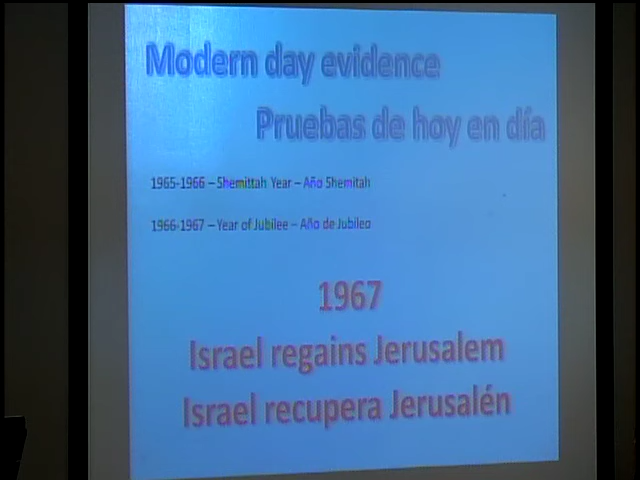 Modern day evidence
Pruebas de hoy en día
1965-1966 – Shemittah Year – Año Shemitah
1966-1967 – Year of Jubilee – Año de Jubileo
1967
Israel regains Jerusalem
Israel recupera Jerusalén